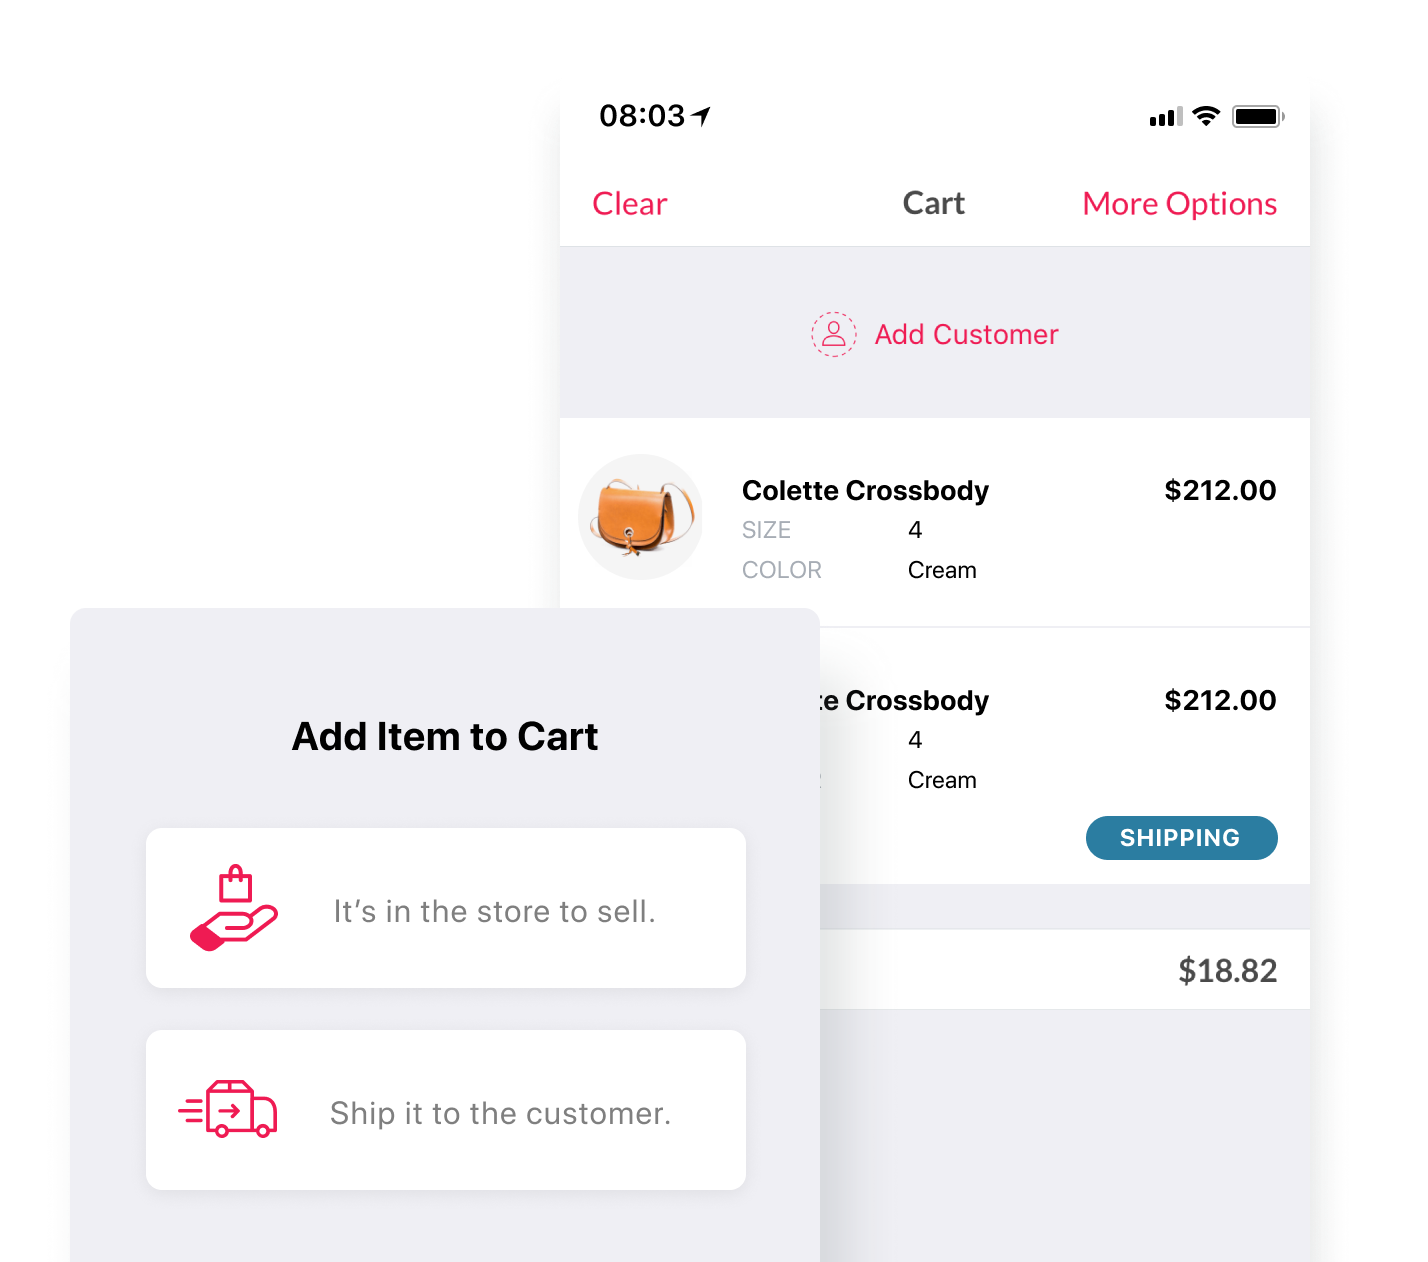 08:03
Clear Cart More Options
Add Customer
Colette Crossbody $212.00
SIZE 4
COLOR Cream
Crossbody $212.00
4
Cream
SHIPPING
$18.82
Add Item to Cart
It’s in the store to sell.
Ship it to the customer.